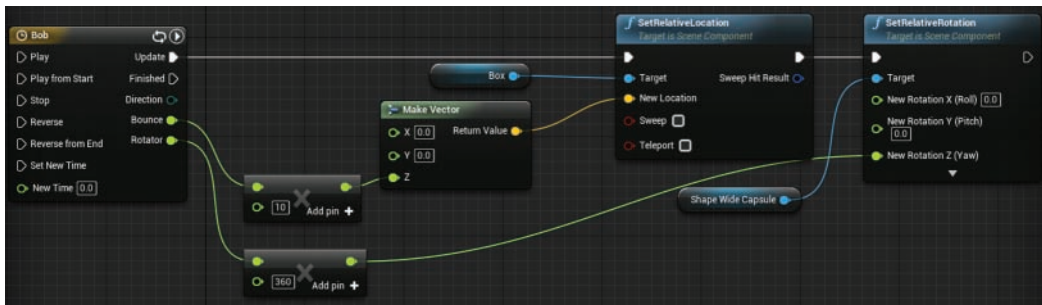 Bob
Play
Update
Play from Start
Finished
Stop
Direction
Reverse
Bounce
Reverse from End
Rotator
Set New Time
New Time 0.0
10
Add pin +
360
Add pin +
Make Vector
X 0.0
Return Value
Y 0.0
Z
Box
f SetRelativeLocation
Target is Scene Component
Target
Sweep Hit Result
New Location
Sweep
Teleport
Shape Wide Capsule
f SetRelativeRotation
Target is Scene Component
Target
New Rotation X (Roll) 0.0
New Rotation Y (Pitch)
0.0
New Rotation Z (Yaw)